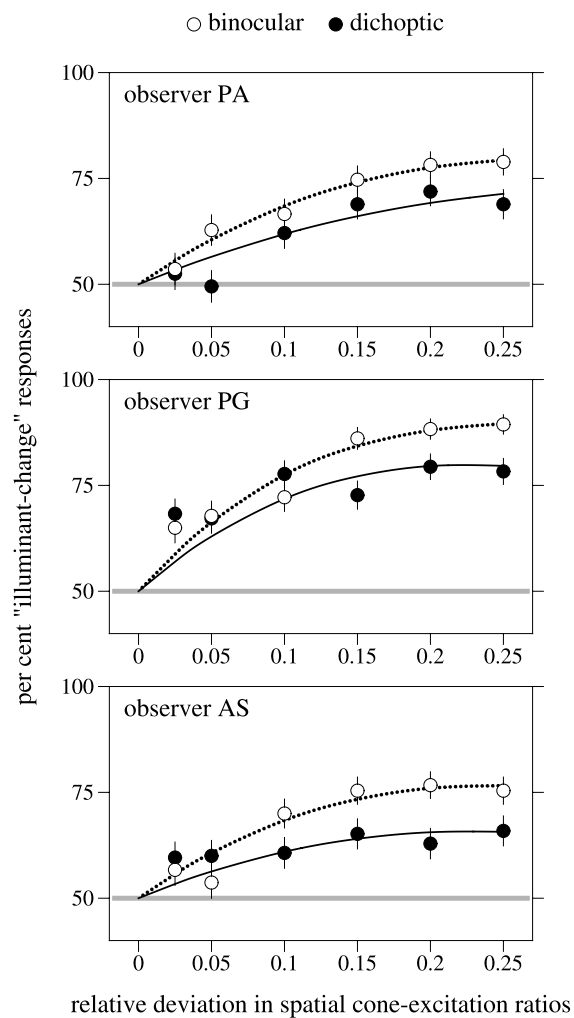 binocular dichoptic
100
observer PA
75
50
0 0.05 0.1 0.15 0.2 0.25
100
observer PG
75
50
0 0.05 0.1 0.15 0.2 0.25
100
observer AS
75
50
0 0.05 0.1 0.15 0.2 0.25
per cent "illuminant-change" responses
relative deviation in spatial cone-excitation ratios